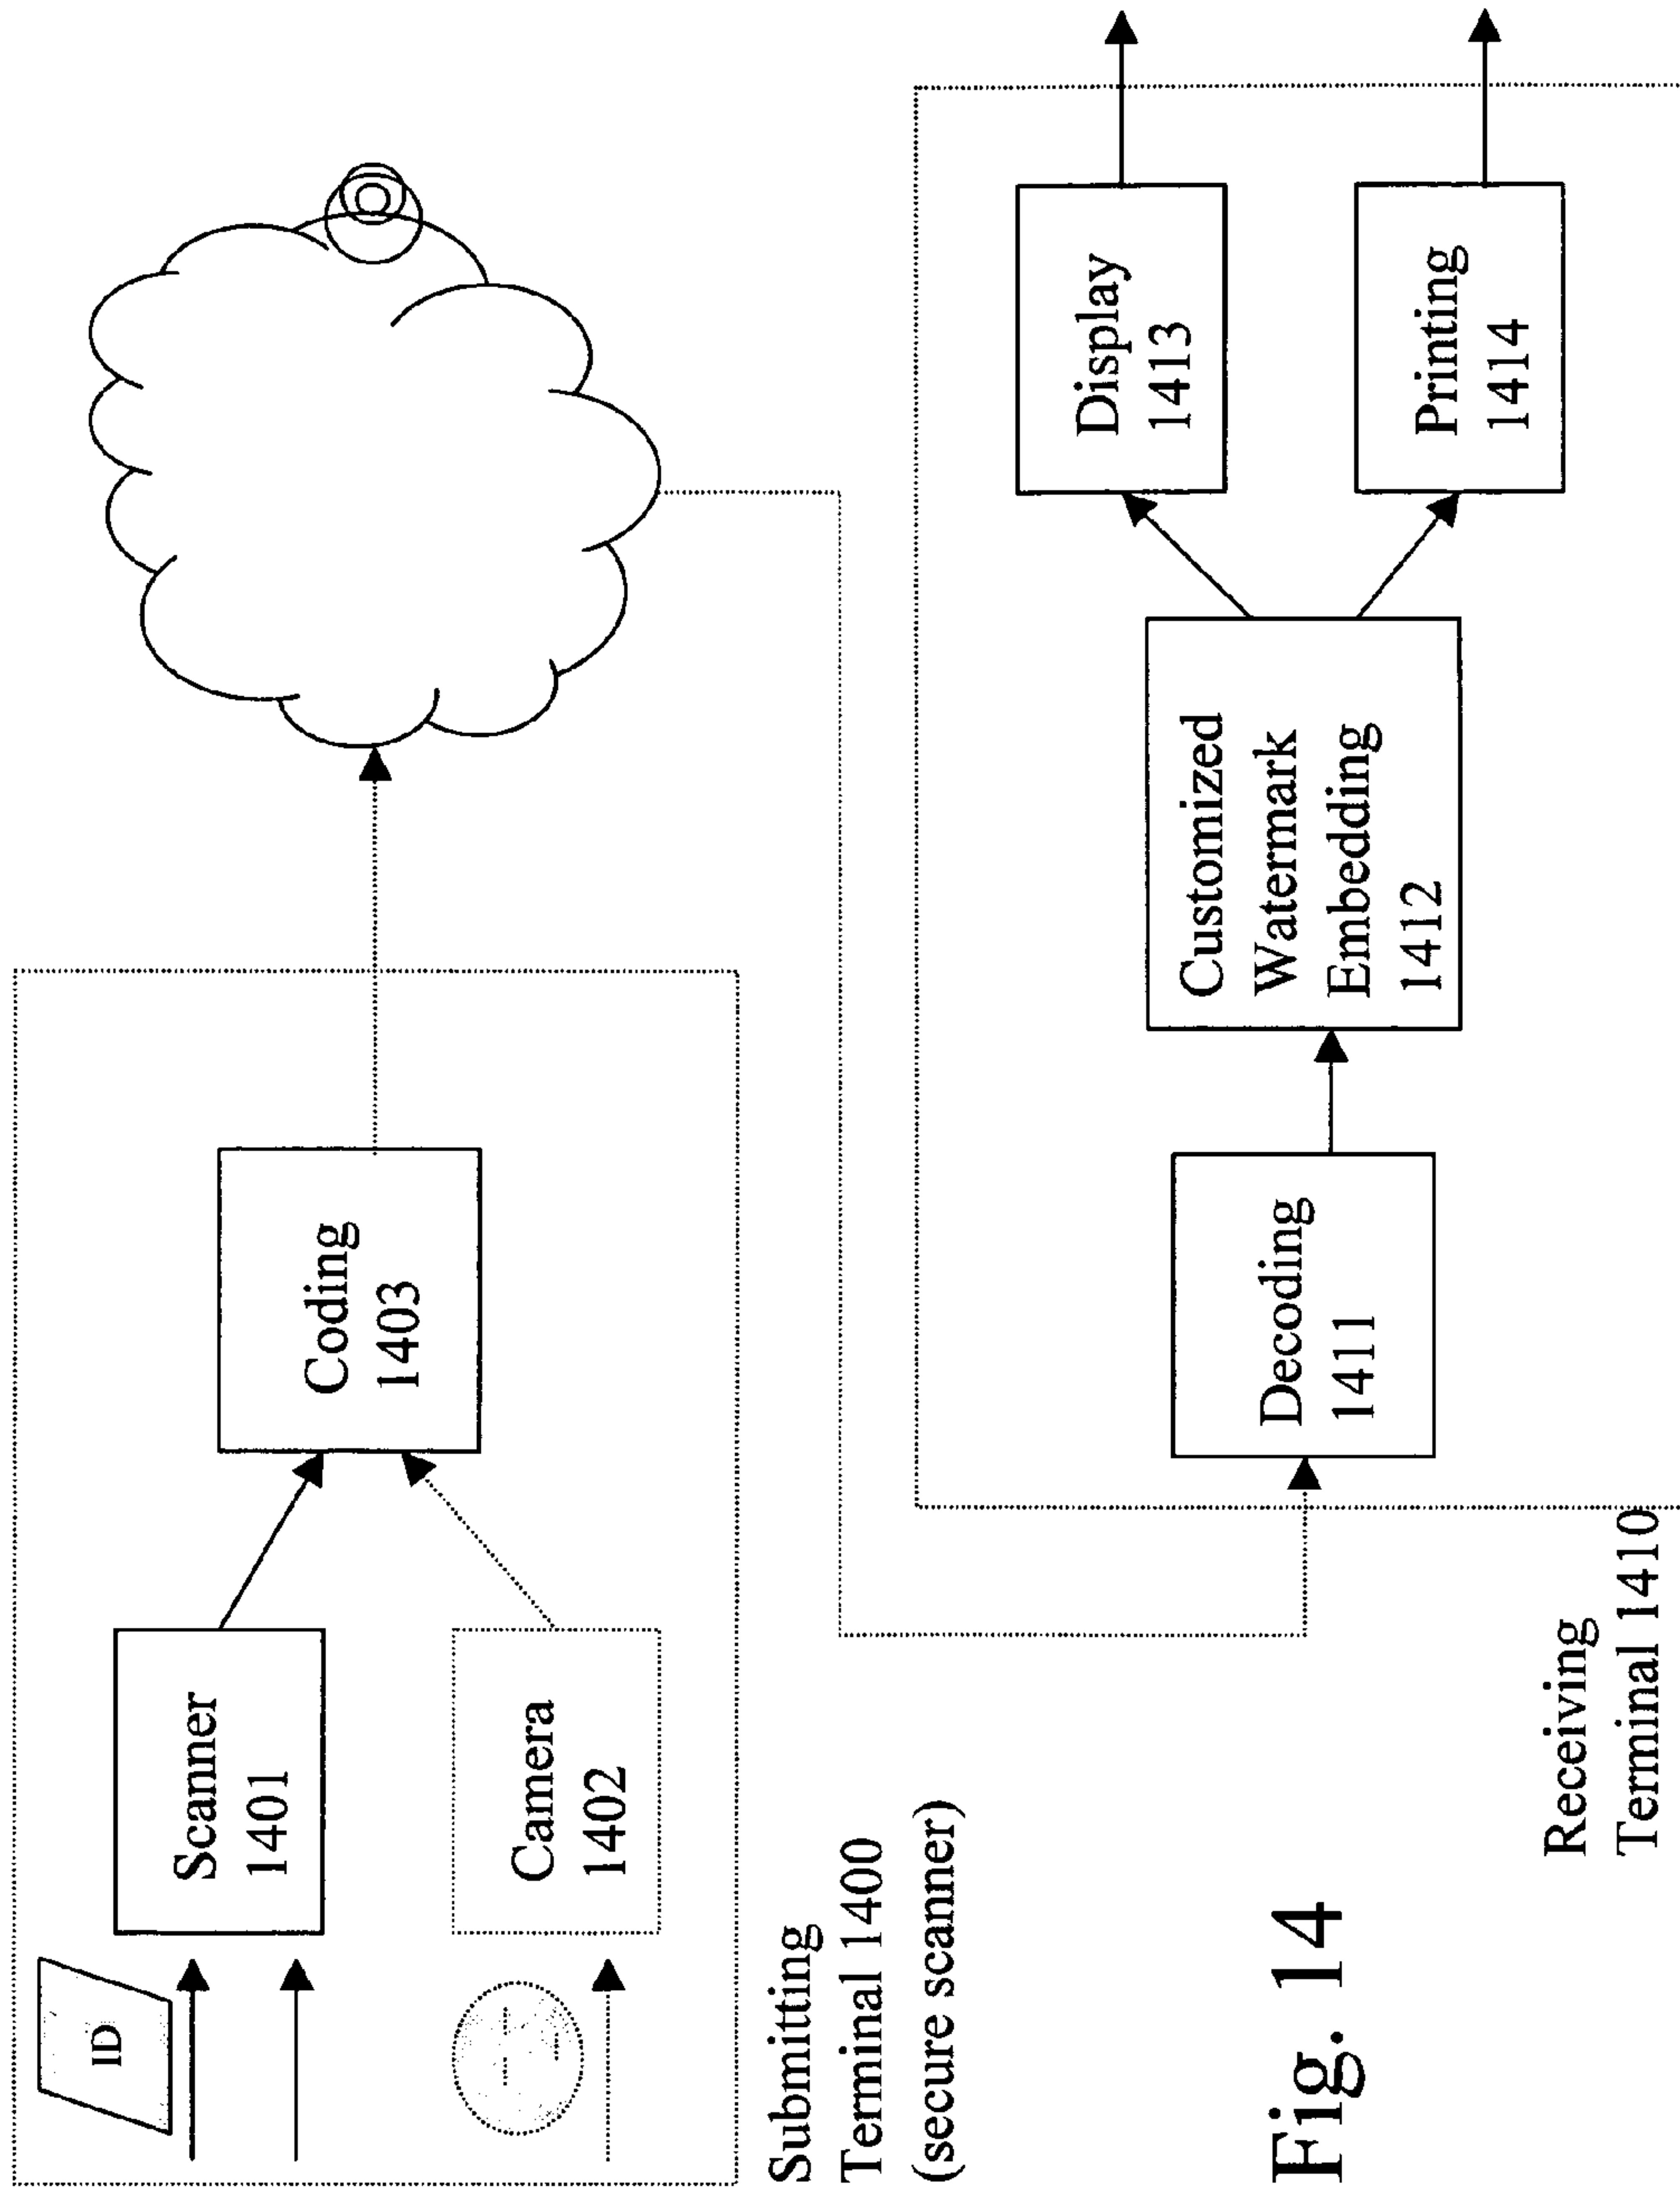 ID
Scanner
1401
Camera
1402
Coding
1403
Submitting
Terminal 1400
(secure scanner)
Decoding
1411
Customized
Watermark
Embedding
1412
Display
1413
Printing
1414
Receiving
Terminal 1410
Fig. 14